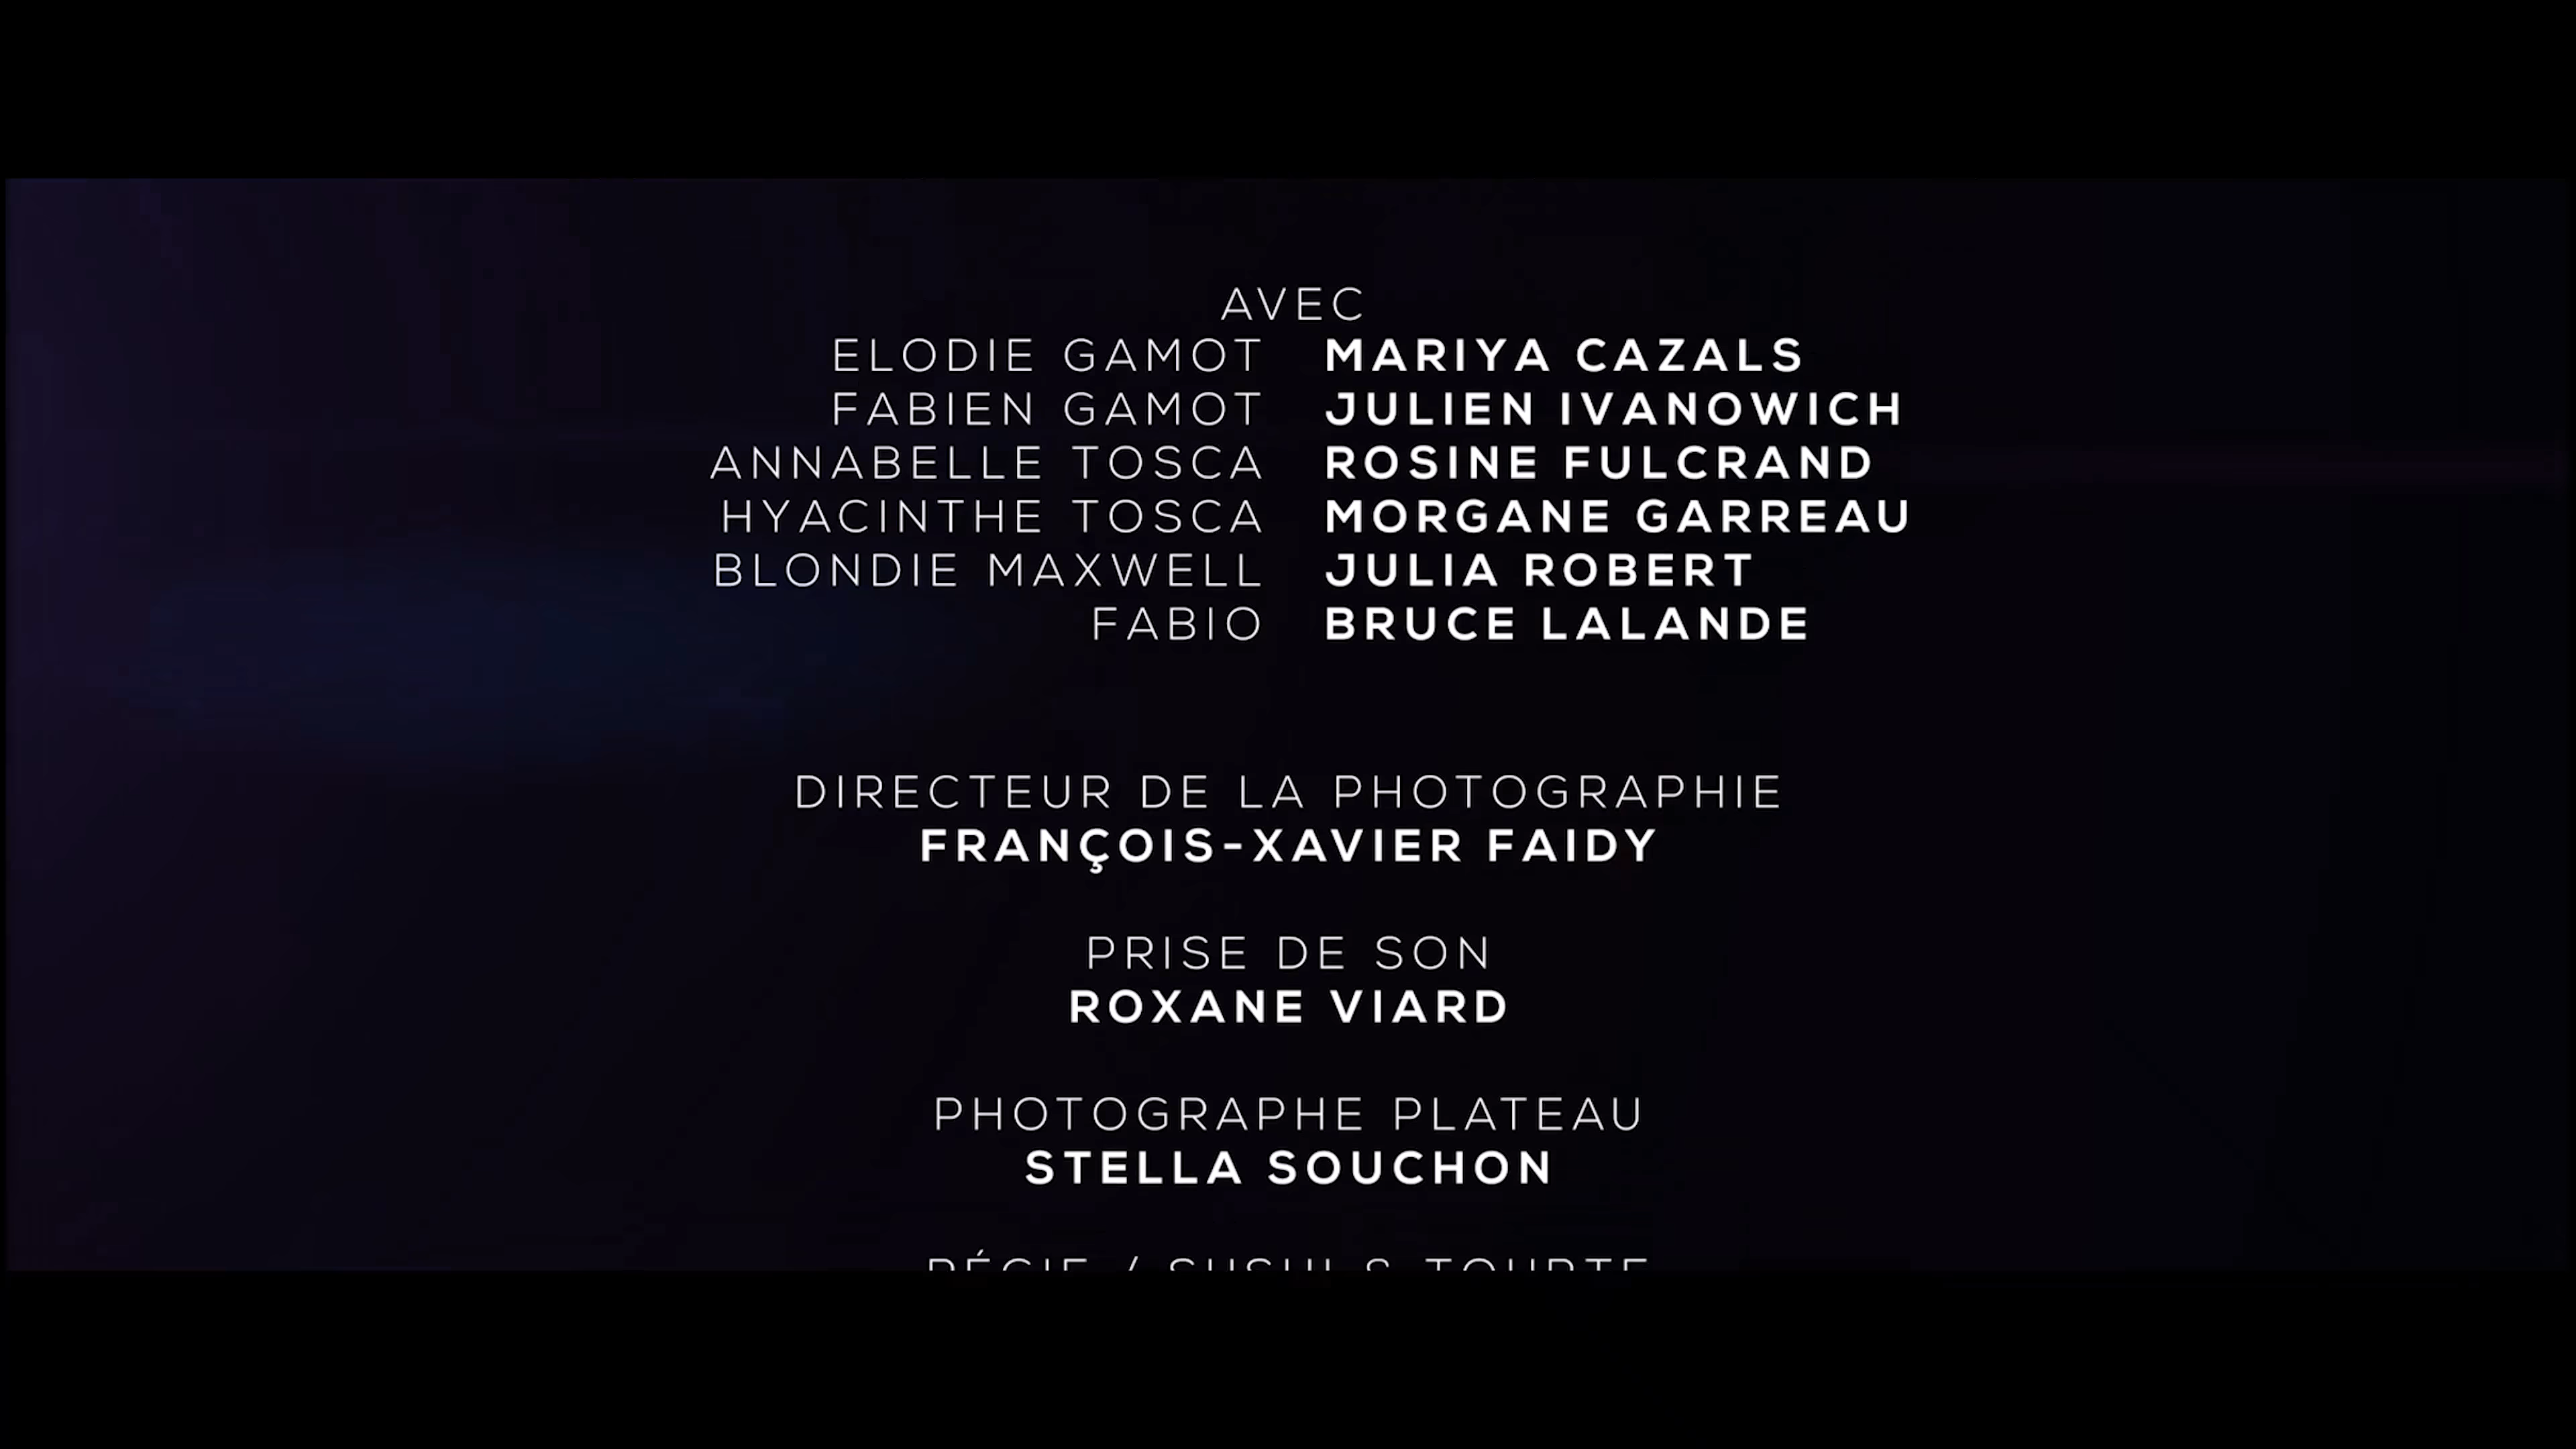 AVEC
ELODIE GAMOT MARIYA CAZALS
FABIEN GAMOT JULIEN IVANOWICH
ANNABELLE TOSCA ROSINE FULCRAND
HYACINTHE TOSCA MORGANE GARREAU
BLONDIE MAXWELL JULIA ROBERT
FABIO BRUCE LALANDE
DIRECTEUR DE LA PHOTOGRAPHIE
FRANÇOIS-XAVIER FAIDY
PRISE DE SON
ROXANE VIARD
PHOTOGRAPHE PLATEAU
STELLA SOUCHON
RÉGIE /